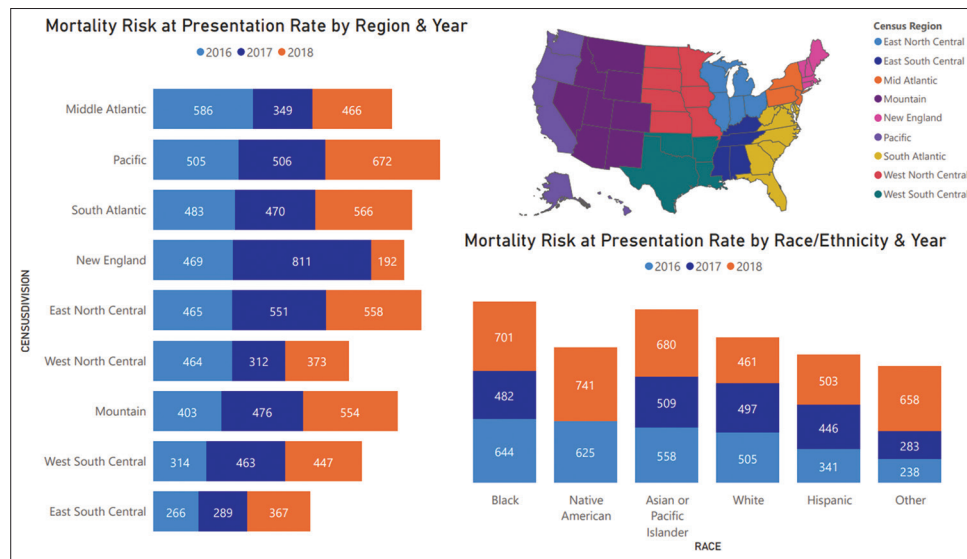 Mortality Risk at Presentation Rate by Region & Year
2016 2017 2018
CENSUSDIVISION
Middle Atlantic 586 349 466
Pacific 505 506 672
South Atlantic 483 470 566
New England 469 811 192
East North Central 465 551 558
West North Central 464 312 373
Mountain 403 476 554
West South Central 314 463 447
East South Central 266 289 367
Census Region
East North Central
East South Central
Mid Atlantic
Mountain
New England
Pacific
South Atlantic
West North Central
West South Central
Mortality Risk at Presentation Rate by Race/Ethnicity & Year
2016 2017 2018
701 741 680 461 503 658
482 509 497 446 283
644 625 558 505 341 238
Black Native American Asian or Pacific Islander White Hispanic Other
RACE